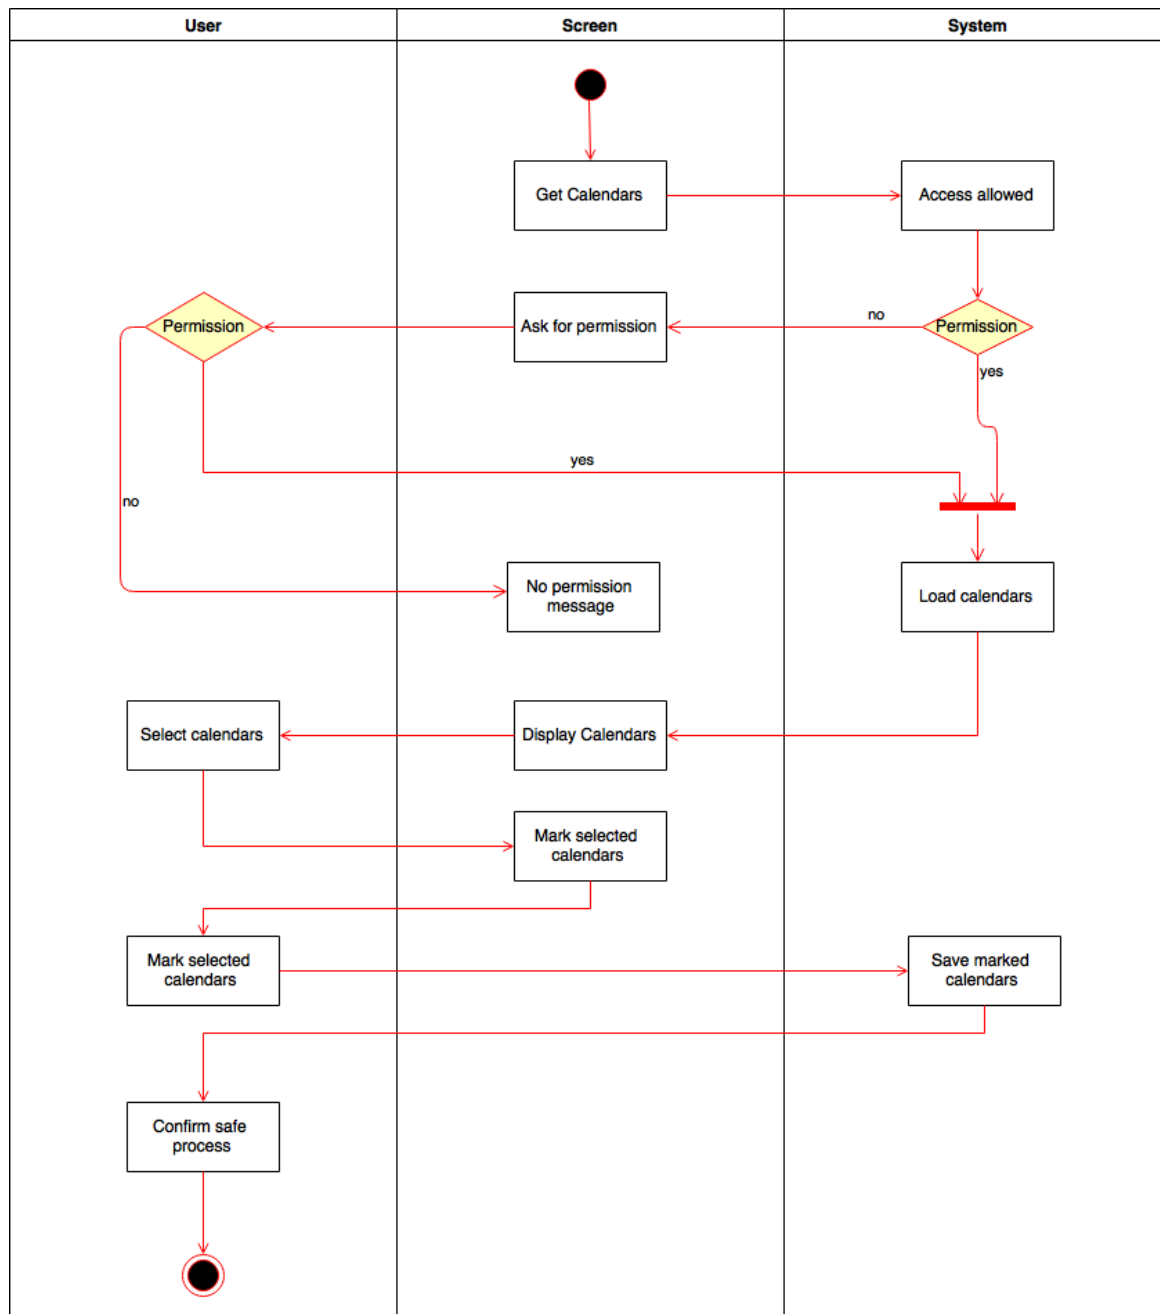 User
Screen
System
Get Calendars
Access allowed
Permission
Ask for permission
no
Permission
yes
yes
no
No permission
message
Load calendars
Select calendars
Display Calendars
Mark selected
calendars
Mark selected
calendars
Save marked
calendars
Confirm safe
process